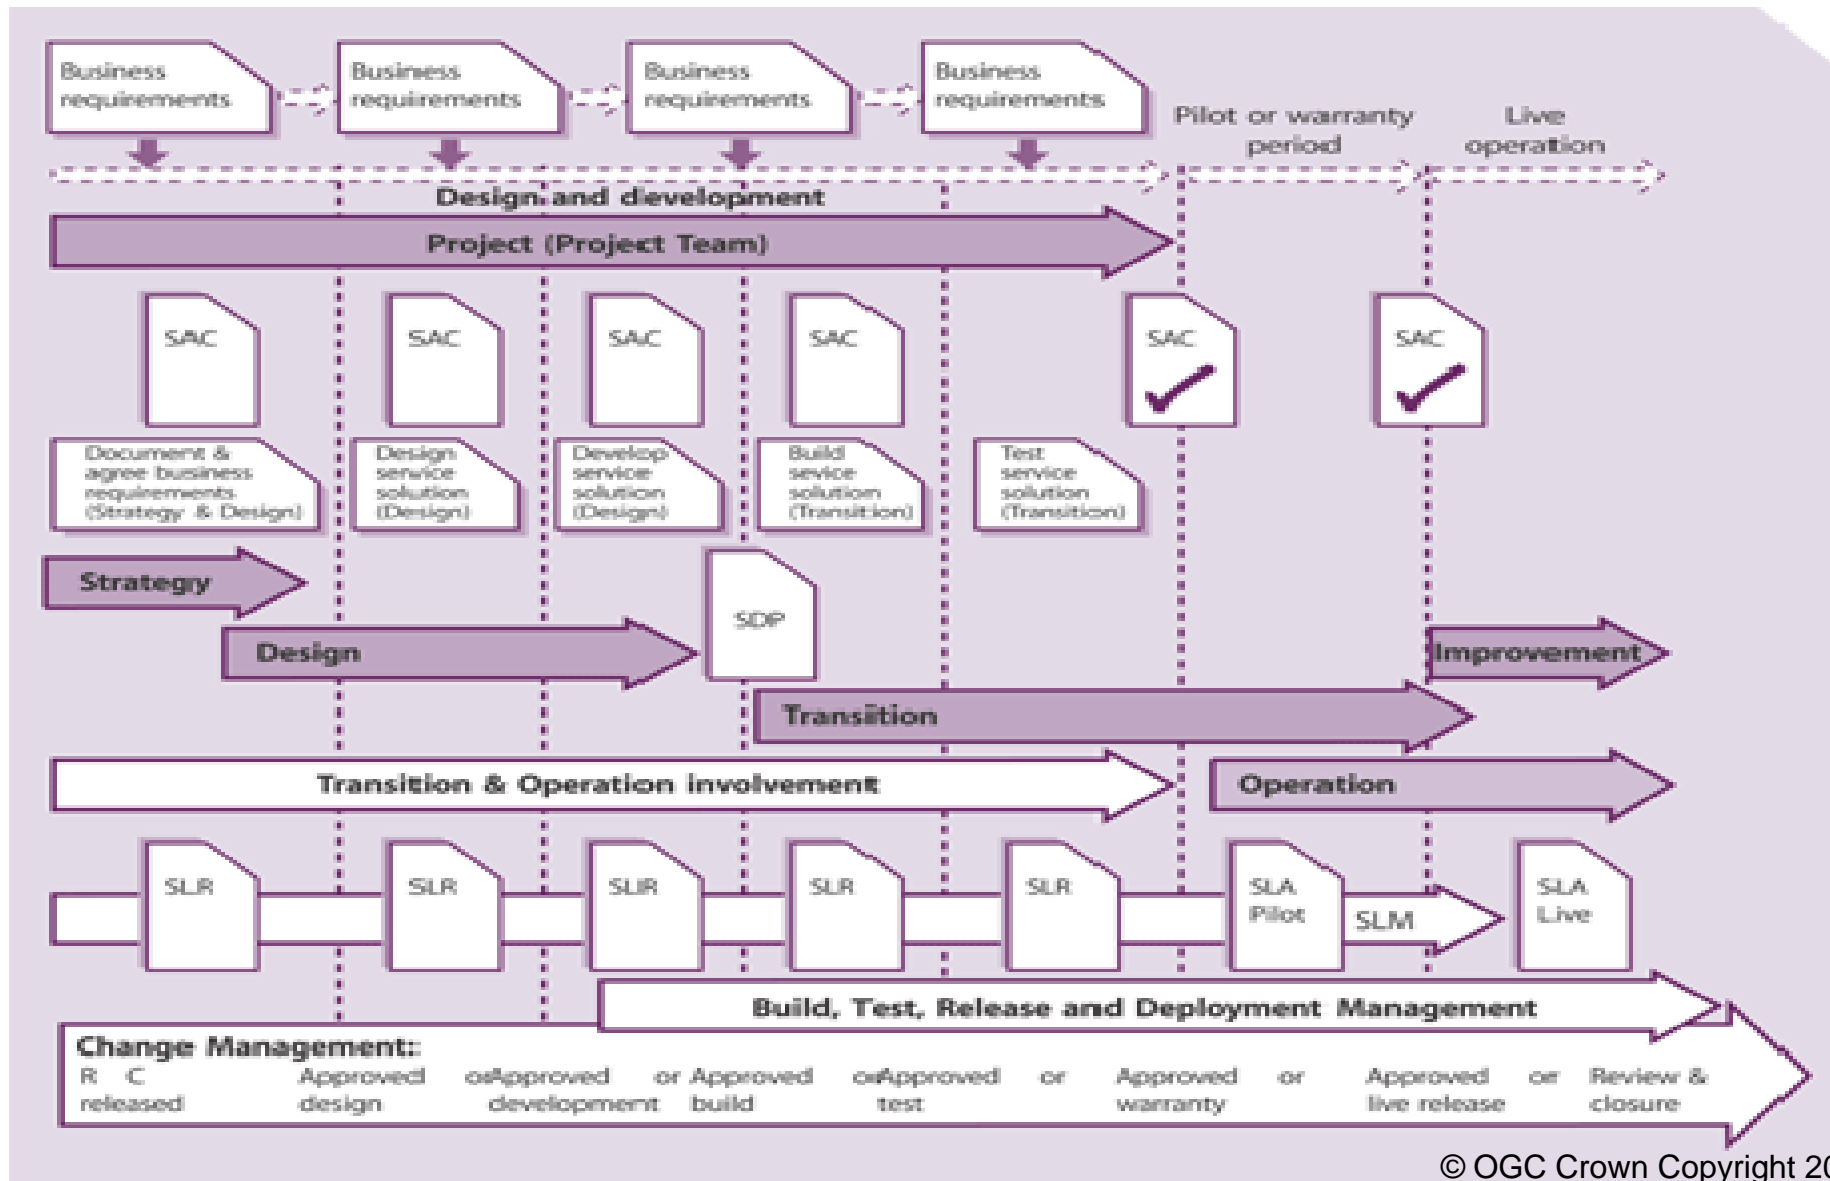 Business
requirements
Business
requirements
Business
requirements
Business
requirements
Pilot or warranty
period
Live
operation
Design and development
Project (Project Team)
SAC
SAC
SAC
SAC
SAC
SAC
Document &
agree business
requirements
(Strategy & Design)
Design
service
solution
(Design)
Develop
service
solution
(Design)
Build
sevice
solution
(Transition)
Test
service
solution
(Transition)
Strategy
SDP
Design
Improvement
Transition
Transition & Operation involvement
Operation
SLR
SLR
SLR
SLR
SLR
SLA
Pilot
SLM
SLA
Live
Build, Test, Release and Deployment Management
Change Management:
R C
released
Approved or
design
Approved or
development
Approved or
build
Approved or
test
Approved or
warranty
Approved or
live release
Review &
closure
© OGC Crown Copyright 20